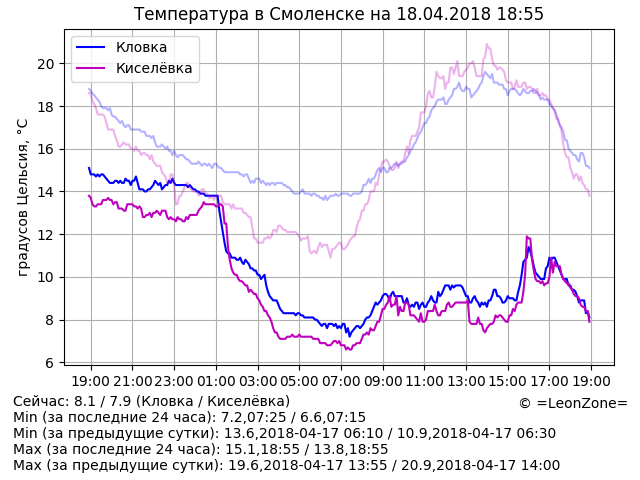 Температура в Смоленске на 18.04.2018 18:55
Кловка
Киселёвка
градусов Цельсия, °C
20
18
16
14
12
10
8
6
19:00 21:00 23:00 01:00 03:00 05:00 07:00 09:00 11:00 13:00 15:00 17:00 19:00
Сейчас: 8.1 / 7.9 (Кловка / Киселёвка)
© =LeonZone=
Min (за последние 24 часа): 7.2,07:25 / 6.6,07:15
Min (за предыдущие сутки): 13.6,2018-04-17 06:10 / 10.9,2018-04-17 06:30
Max (за последние 24 часа): 15.1,18:55 / 13.8,18:55
Max (за предыдущие сутки): 19.6,2018-04-17 13:55 / 20.9,2018-04-17 14:00